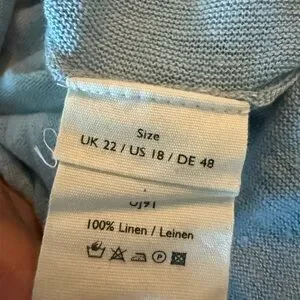 Size
UK 22 / US 18 / DE 48
100% Linen / Leinen
P